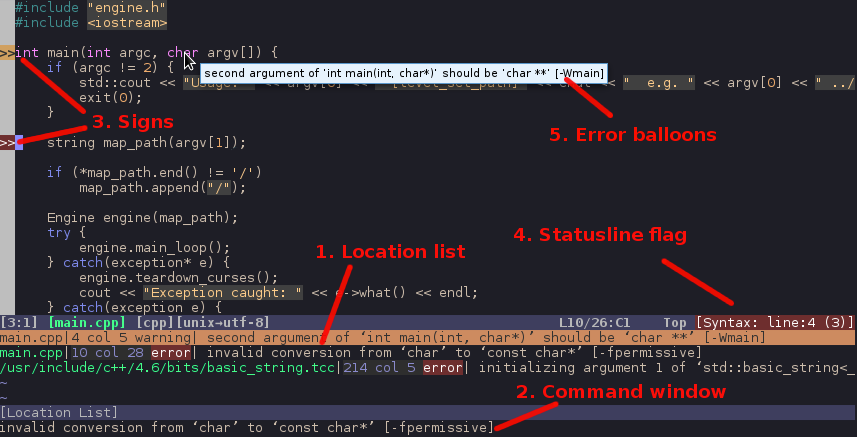 #include "engine.h"
#include <iostream>
>>int main(int argc, char argv[]) {
if (argc != 2) {
second argument of 'int main(int, char*)' should be 'char **' [-Wmain]
std::cout << "Usage: " << argv[0] << " [level_set_path]" << endl << "  e.g. " << argv[0] << " ../
exit(0);
}
3. Signs
5. Error balloons
>> string map_path(argv[1]);
if (*map_path.end() != '/')
map_path.append("/");
Engine engine(map_path);
try {
4. Statusline flag
engine.main_loop();
1. Location list
} catch(exception* e) {
engine.teardown_curses();
cout << "Exception caught: " << e->what() << endl;
} catch(exception e) {
[3:1] [main.cpp] [cpp][unix→utf-8] L10/26:C1 Top [Syntax: line:4 (3)]
main.cpp|4 col 5 warning| second argument of ‘int main(int, char*)’ should be ‘char **’ [-Wmain]
main.cpp|10 col 28 error| invalid conversion from ‘char’ to ‘const char*’ [-fpermissive]
/usr/include/c++/4.6/bits/basic_string.tcc|214 col 5 error| initializing argument 1 of ‘std::basic_string<_
~
2. Command window
~
[Location List]
invalid conversion from ‘char’ to ‘const char*’ [-fpermissive]